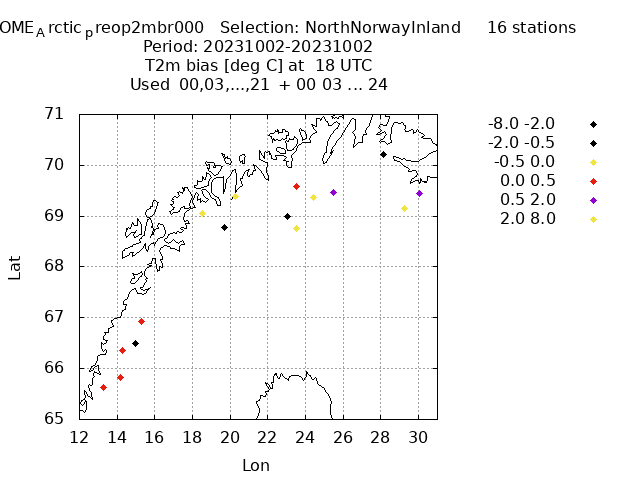 OME_A rctic_preop2mbr000 Selection: NorthNorwayInland 16 stations
Period: 20231002-20231002
T2m bias [deg C] at 18 UTC
Used 00,03,...,21 + 00 03 ... 24
71
70
69
68
67
66
65
12 14 16 18 20 22 24 26 28 30
Lat
Lon
-8.0 -2.0
-2.0 -0.5
-0.5 0.0
0.0 0.5
0.5 2.0
2.0 8.0